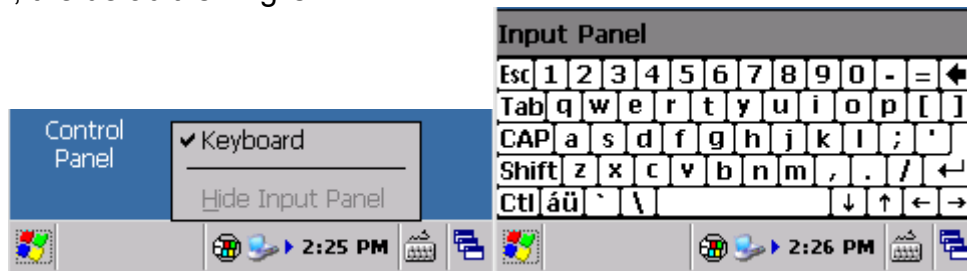 Control
Panel
Keyboard
Hide Input Panel
2:25 PM
Input Panel
Esc 1 2 3 4 5 6 7 8 9 0 - =
Tab q w e r t y u i o p [ ]
CAP a s d f g h j k l ; '
Shift z x c v b n m , . /
Ctl áü ` \
2:26 PM